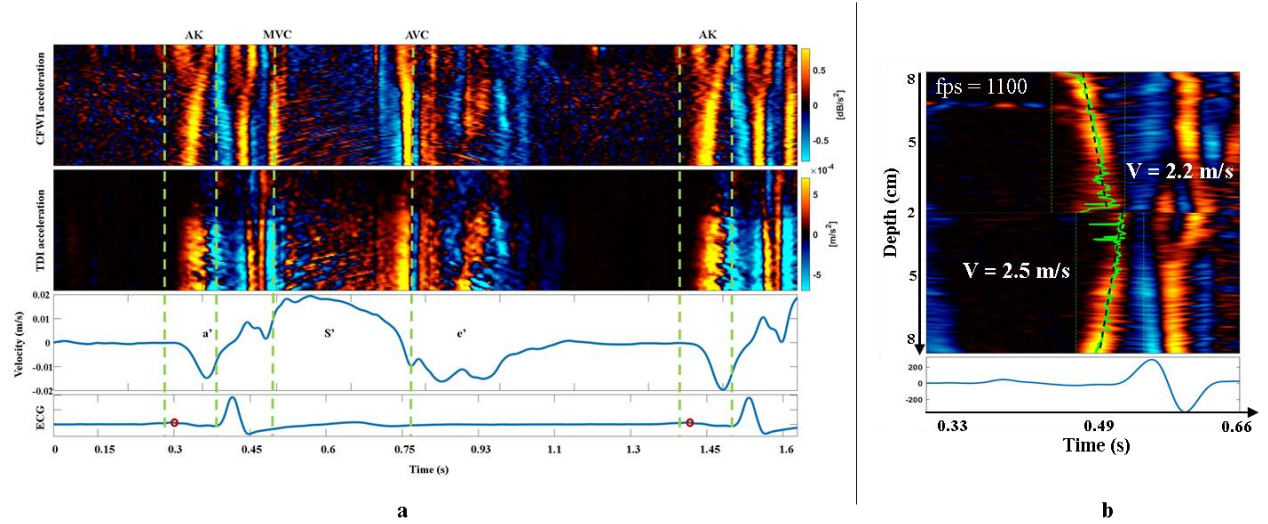 AK MVC AVC AK
CFWI acceleration
0.5
0
-0.5
[dB/s²]
×10⁻⁴
TDI acceleration
5
0
-5
[m/s²]
Velocity (m/s)
0.02
0.01
0
-0.01
-0.02
a’ S’ e’
ECG
0 0.15 0.3 0.45 0.6 0.75 0.93 1.1 1.3 1.45 1.6
Time (s)
a
fps = 1100
Depth (cm)
8
5
2
5
8
V = 2.2 m/s
V = 2.5 m/s
200
0
-200
0.33 0.49 0.66
Time (s)
b